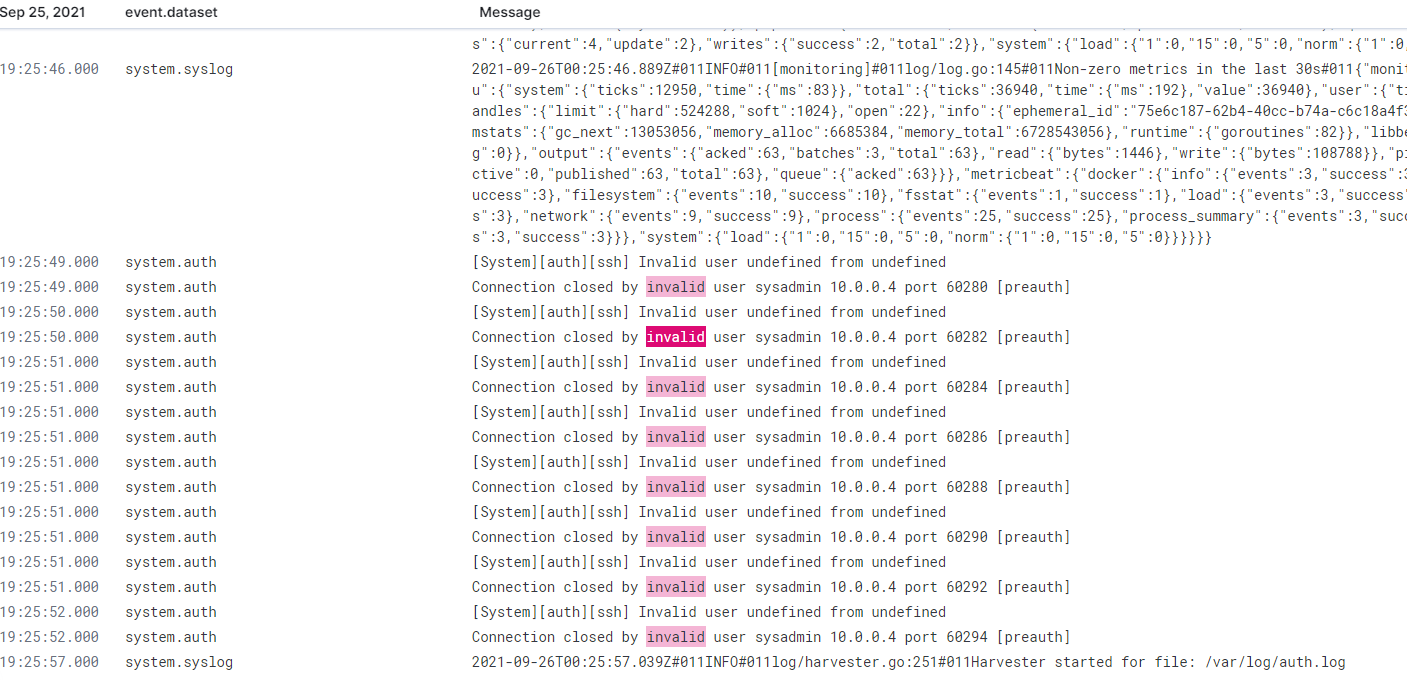 Sep 25, 2021 event.dataset Message
s":{"current":4,"update":2},"writes":{"success":2,"total":2}},"system":{"load":{"1":0,"15":0,"5":0,"norm":{"1":0,
19:25:46.000 system.syslog 2021-09-26T00:25:46.889Z#011INFO#011[monitoring]#011log/log.go:145#011Non-zero metrics in the last 30s#011{"monit
u":{"system":{"ticks":12950,"time":{"ms":83}},"total":{"ticks":36940,"time":{"ms":192},"value":36940},"user":{"ti
andles":{"limit":{"hard":524288,"soft":1024},"open":22},"info":{"ephemeral_id":"75e6c187-62b4-40cc-b74a-c6c18a4f3
mstats":{"gc_next":13053056,"memory_alloc":6685384,"memory_total":6728543056},"runtime":{"goroutines":82}},"libbe
g":0}},"output":{"events":{"acked":63,"batches":3,"total":63},"read":{"bytes":1446},"write":{"bytes":108788}},"pi
ctive":0,"published":63,"total":63},"queue":{"acked":63}}},"metricbeat":{"docker":{"info":{"events":3,"success":3
uccess":3},"filesystem":{"events":10,"success":10},"fsstat":{"events":1,"success":1},"load":{"events":3,"success"
s":3},"network":{"events":9,"success":9},"process":{"events":25,"success":25},"process_summary":{"events":3,"succ
s":3,"success":3}}},"system":{"load":{"1":0,"15":0,"5":0,"norm":{"1":0,"15":0,"5":0}}}}}}
19:25:49.000 system.auth [System][auth][ssh] Invalid user undefined from undefined
19:25:49.000 system.auth Connection closed by invalid user sysadmin 10.0.0.4 port 60280 [preauth]
19:25:50.000 system.auth [System][auth][ssh] Invalid user undefined from undefined
19:25:50.000 system.auth Connection closed by invalid user sysadmin 10.0.0.4 port 60282 [preauth]
19:25:51.000 system.auth [System][auth][ssh] Invalid user undefined from undefined
19:25:51.000 system.auth Connection closed by invalid user sysadmin 10.0.0.4 port 60284 [preauth]
19:25:51.000 system.auth [System][auth][ssh] Invalid user undefined from undefined
19:25:51.000 system.auth Connection closed by invalid user sysadmin 10.0.0.4 port 60286 [preauth]
19:25:51.000 system.auth [System][auth][ssh] Invalid user undefined from undefined
19:25:51.000 system.auth Connection closed by invalid user sysadmin 10.0.0.4 port 60288 [preauth]
19:25:51.000 system.auth [System][auth][ssh] Invalid user undefined from undefined
19:25:51.000 system.auth Connection closed by invalid user sysadmin 10.0.0.4 port 60290 [preauth]
19:25:51.000 system.auth [System][auth][ssh] Invalid user undefined from undefined
19:25:51.000 system.auth Connection closed by invalid user sysadmin 10.0.0.4 port 60292 [preauth]
19:25:52.000 system.auth [System][auth][ssh] Invalid user undefined from undefined
19:25:52.000 system.auth Connection closed by invalid user sysadmin 10.0.0.4 port 60294 [preauth]
19:25:57.000 system.syslog 2021-09-26T00:25:57.039Z#011INFO#011log/harvester.go:251#011Harvester started for file: /var/log/auth.log